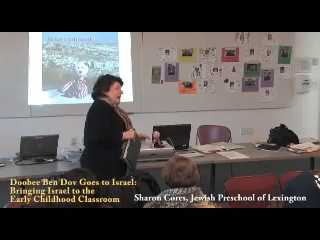 Doobee Ben Dov Goes to Israel:
Bringing Israel to the
Early Childhood Classroom
Sharon Cores, Jewish Preschool of Lexington